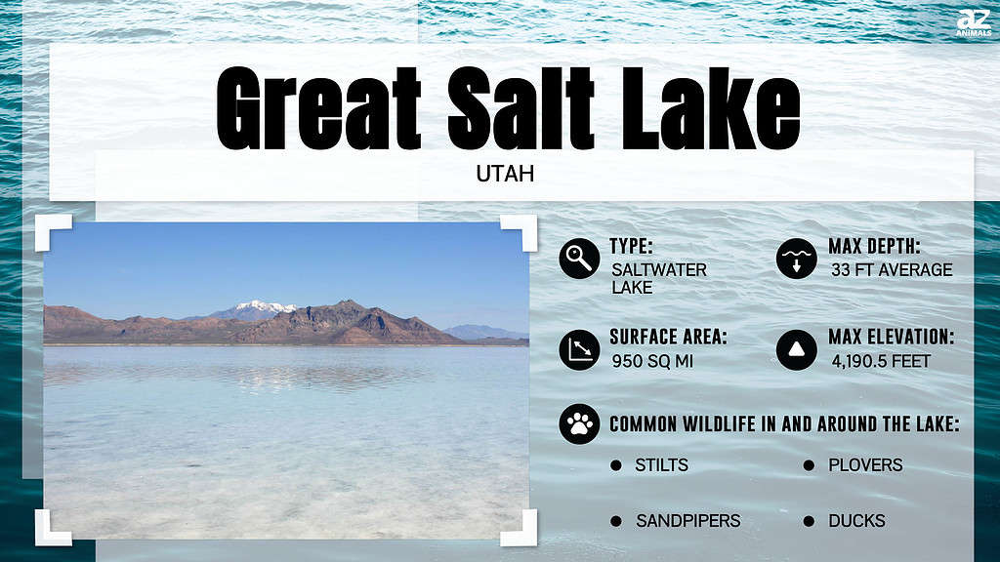 az
ANIMALS
Great Salt Lake
UTAH
TYPE:
SALTWATER
LAKE
MAX DEPTH:
33 FT AVERAGE
SURFACE AREA:
950 SQ MI
MAX ELEVATION:
4,190.5 FEET
COMMON WILDLIFE IN AND AROUND THE LAKE:
STILTS
PLOVERS
SANDPIPERS
DUCKS